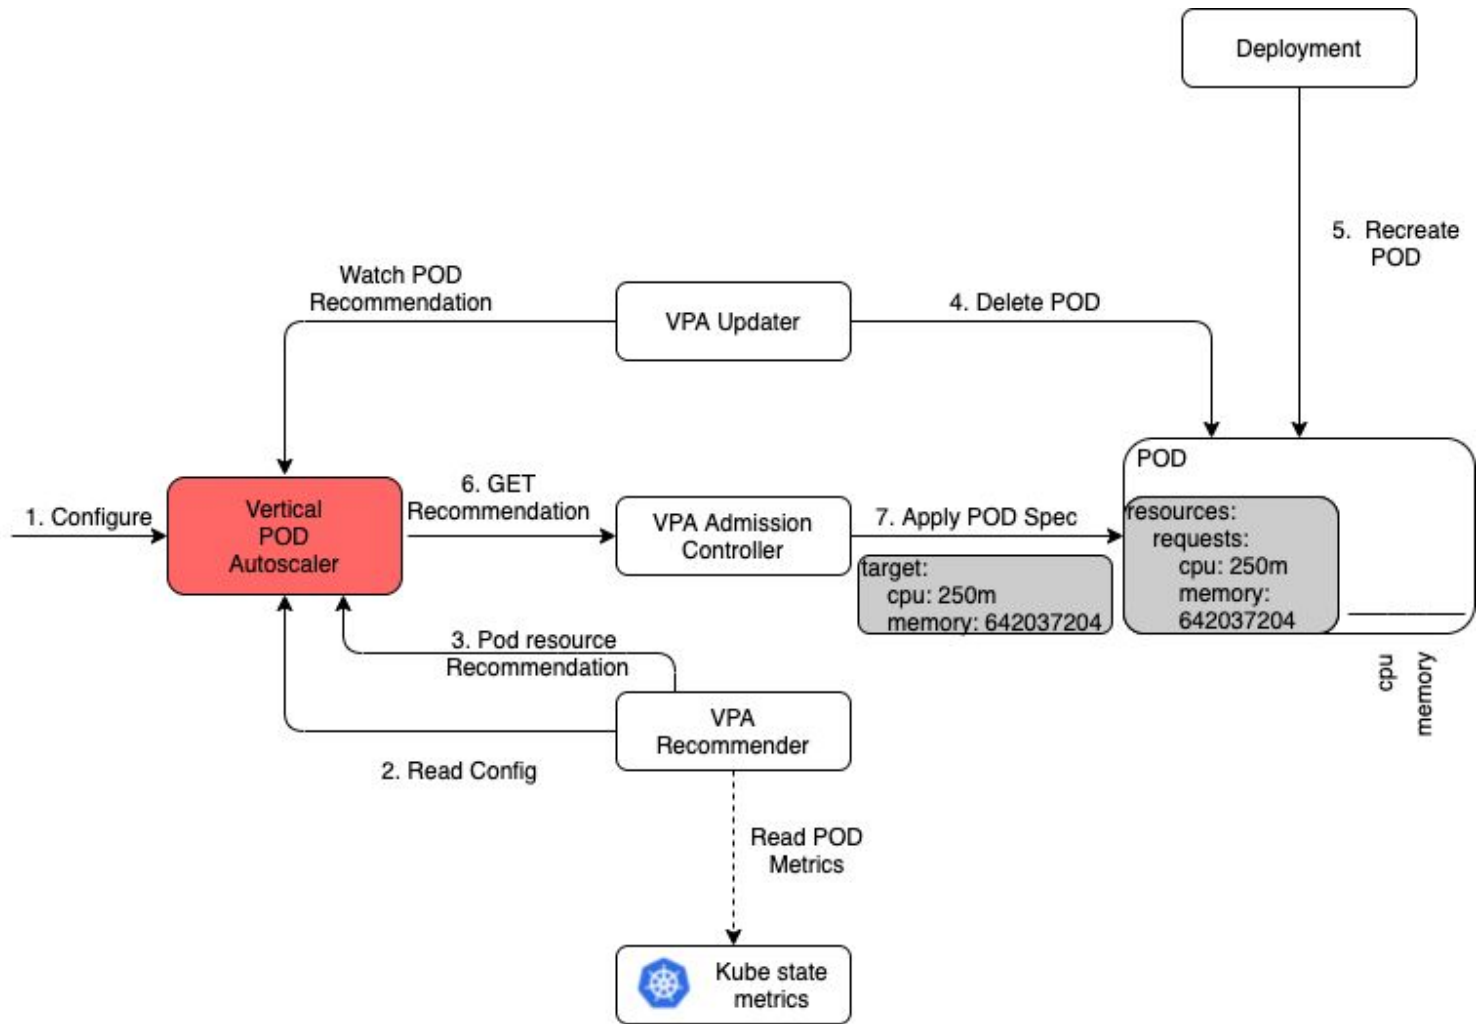 Deployment
5. Recreate
POD
Watch POD
Recommendation
VPA Updater
4. Delete POD
POD
1. Configure
Vertical
POD
Autoscaler
6. GET
Recommendation
VPA Admission
Controller
7. Apply POD Spec
target:
cpu: 250m
memory: 642037204
resources:
requests:
cpu: 250m
memory:
642037204
cpu
memory
3. Pod resource
Recommendation
VPA
Recommender
2. Read Config
Read POD
Metrics
Kube state
metrics